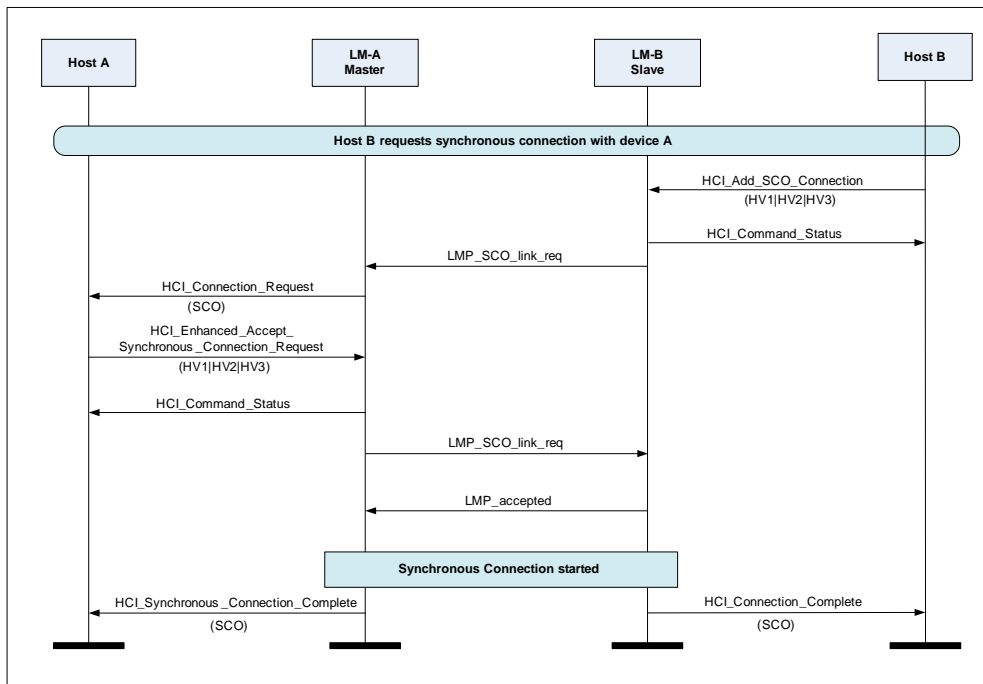 Host A
LM-A
Master
LM-B
Slave
Host B
Host B requests synchronous connection with device A
HCI_Add_SCO_Connection
(HV1|HV2|HV3)
HCI_Command_Status
LMP_SCO_link_req
HCI_Connection_Request
(SCO)
HCI_Enhanced_Accept_
Synchronous_Connection_Request
(HV1|HV2|HV3)
HCI_Command_Status
LMP_SCO_link_req
LMP_accepted
Synchronous Connection started
HCI_Synchronous_Connection_Complete
(SCO)
HCI_Connection_Complete
(SCO)